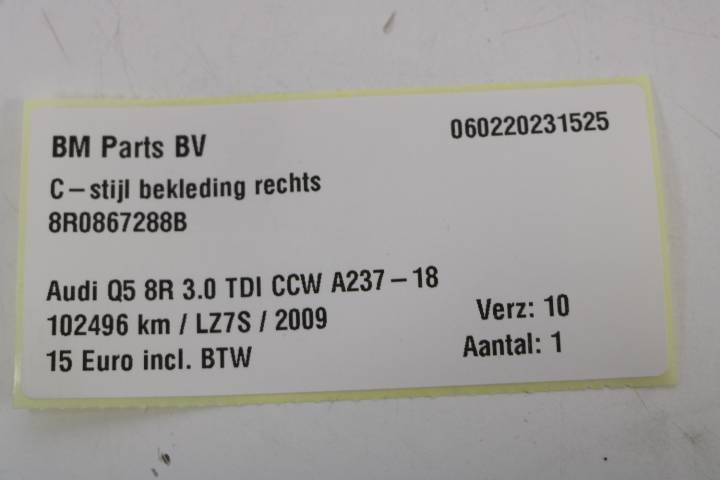 BM Parts BV
060220231525
C-stijl bekleding rechts
8R0867288B
Audi Q5 8R 3.0 TDI CCW A237-18
102496 km / LZ7S / 2009
Verz: 10
15 Euro incl. BTW
Aantal: 1